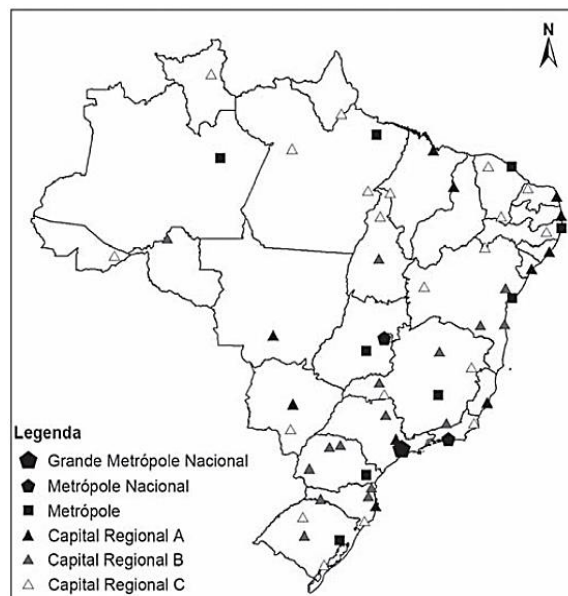 N
Legenda
Grande Metrópole Nacional
Metrópole Nacional
Metrópole
Capital Regional A
Capital Regional B
Capital Regional C